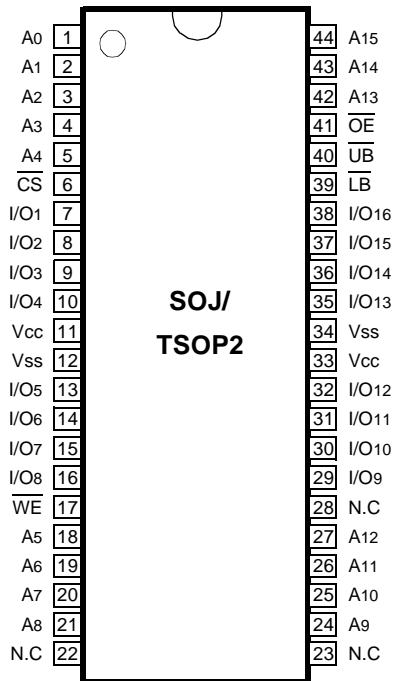 A0 1 44 A15
A1 2 43 A14
A2 3 42 A13
A3 4 41 OE
A4 5 40 UB
CS 6 39 LB
I/O1 7 38 I/O16
I/O2 8 37 I/O15
I/O3 9 36 I/O14
I/O4 10 SOJ/ 35 I/O13
Vcc 11 34 Vss
TSOP2
Vss 12 33 Vcc
I/O5 13 32 I/O12
I/O6 14 31 I/O11
I/O7 15 30 I/O10
I/O8 16 29 I/O9
WE 17 28 N.C
A5 18 27 A12
A6 19 26 A11
A7 20 25 A10
A8 21 24 A9
N.C 22 23 N.C